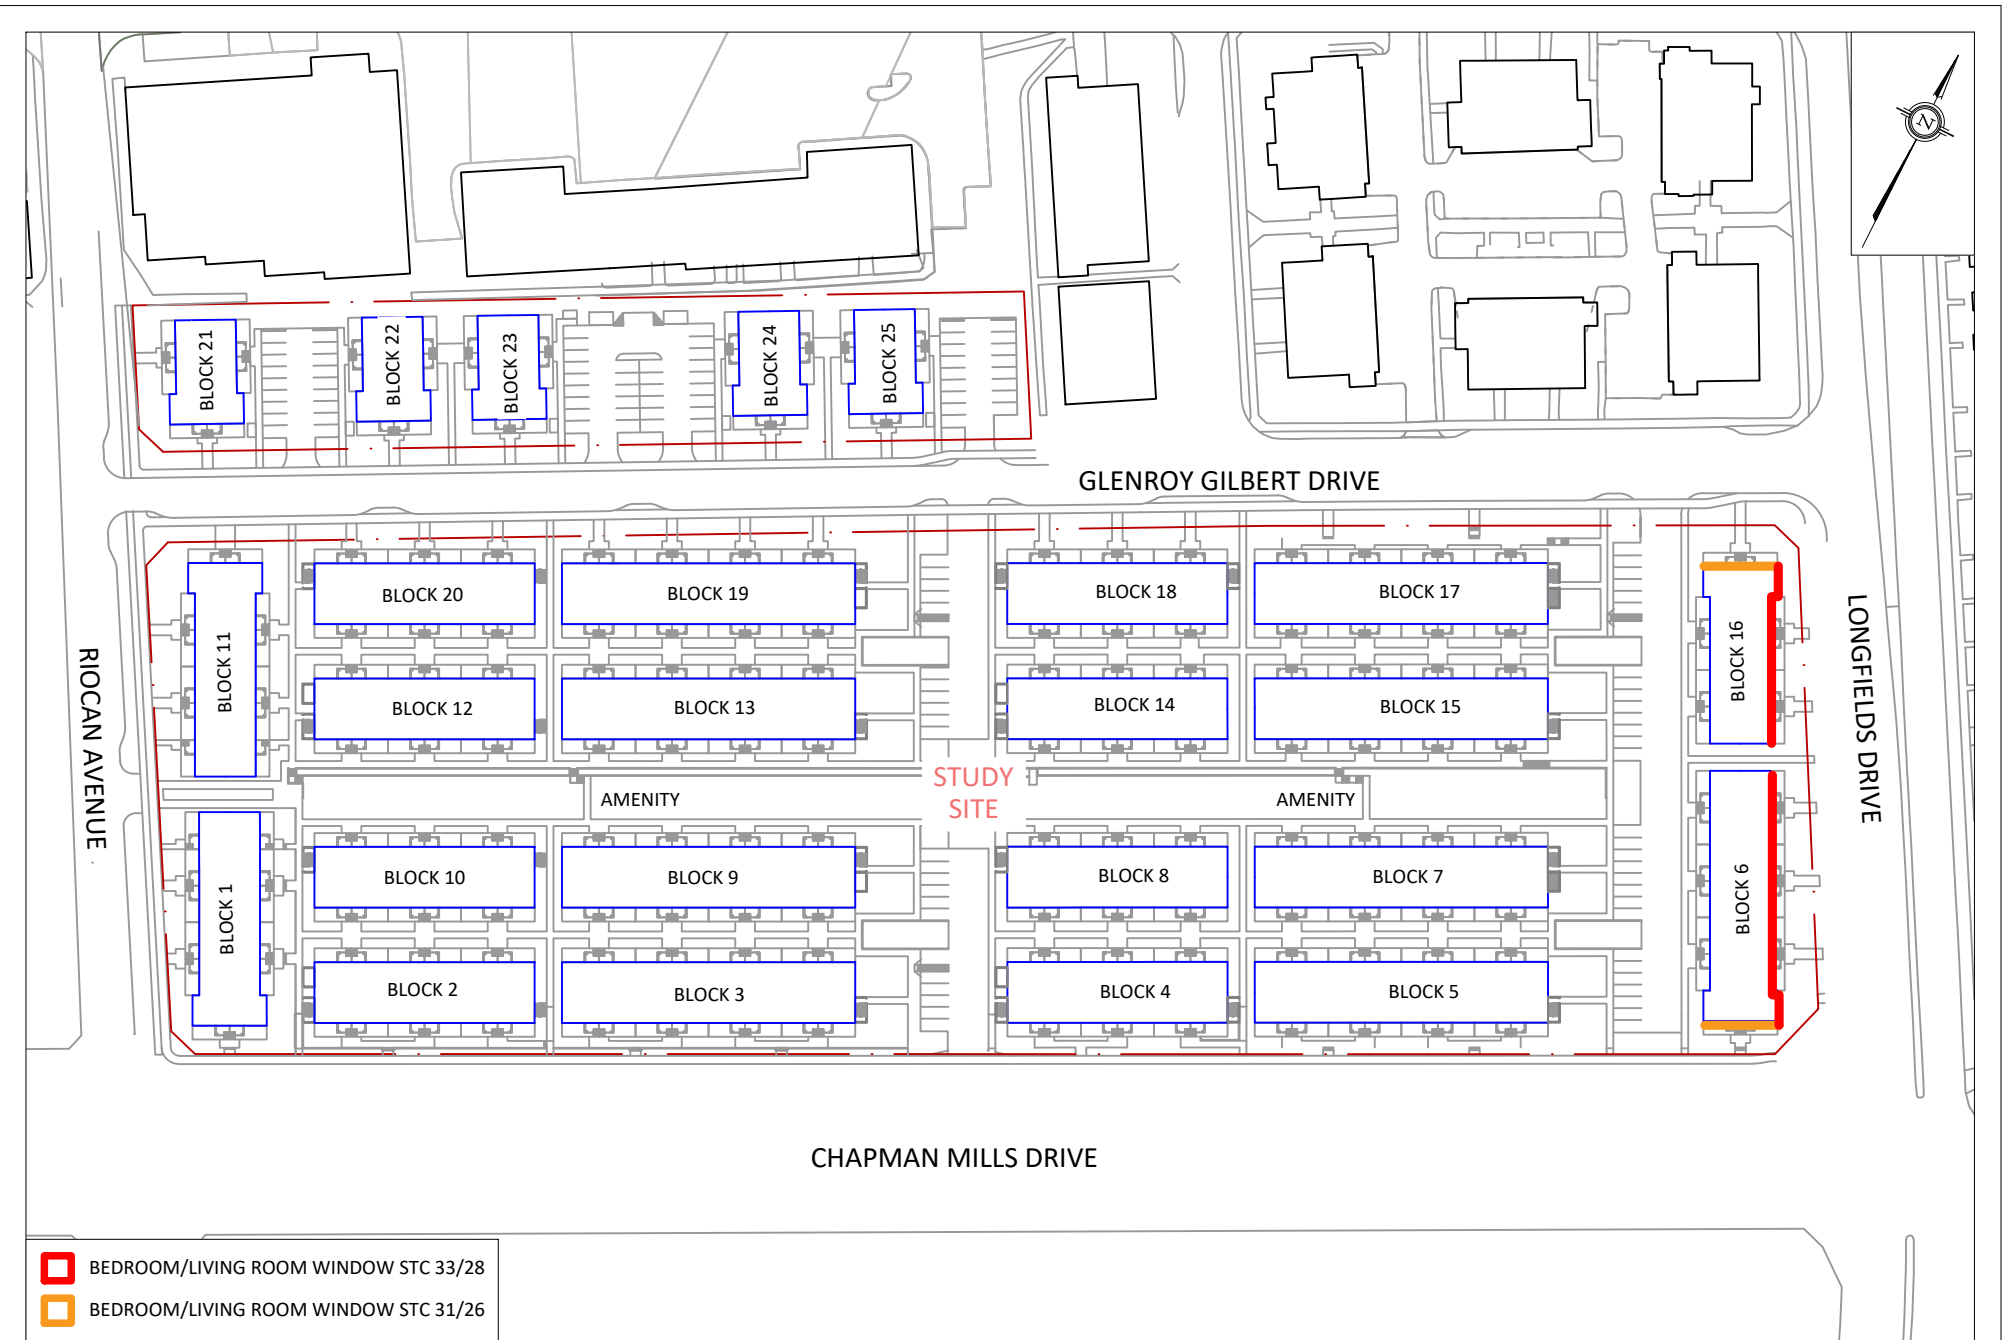 N
BLOCK 21
BLOCK 22
BLOCK 23
BLOCK 24
BLOCK 25
GLENROY GILBERT DRIVE
BLOCK 20
BLOCK 19
BLOCK 18
BLOCK 17
BLOCK 16
BLOCK 11
BLOCK 12
BLOCK 13
BLOCK 14
BLOCK 15
RIOCAN AVENUE
LONGFIELDS DRIVE
STUDY
SITE
AMENITY
AMENITY
BLOCK 10
BLOCK 9
BLOCK 8
BLOCK 7
BLOCK 6
BLOCK 1
BLOCK 2
BLOCK 3
BLOCK 4
BLOCK 5
CHAPMAN MILLS DRIVE
BEDROOM/LIVING ROOM WINDOW STC 33/28
BEDROOM/LIVING ROOM WINDOW STC 31/26